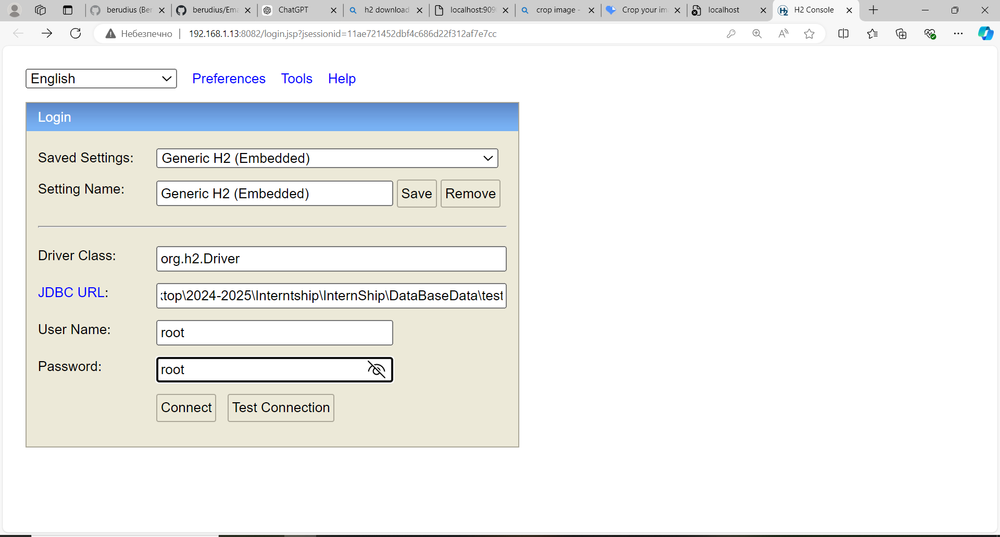 berudius (Ber
berudius/Ema
ChatGPT
h2 download
localhost:909
crop image -
Crop your im
localhost
H2 Console
Небезпечно
192.168.1.13:8082/login.jsp?jsessionid=11ae721452dbf4c686d22f312af7e7cc
English
Preferences
Tools
Help
Login
Saved Settings:
Generic H2 (Embedded)
Setting Name:
Generic H2 (Embedded)
Save
Remove
Driver Class:
org.h2.Driver
JDBC URL:
ktop\2024-2025\Interntship\InternShip\DataBaseData\test
User Name:
root
Password:
root
Connect
Test Connection